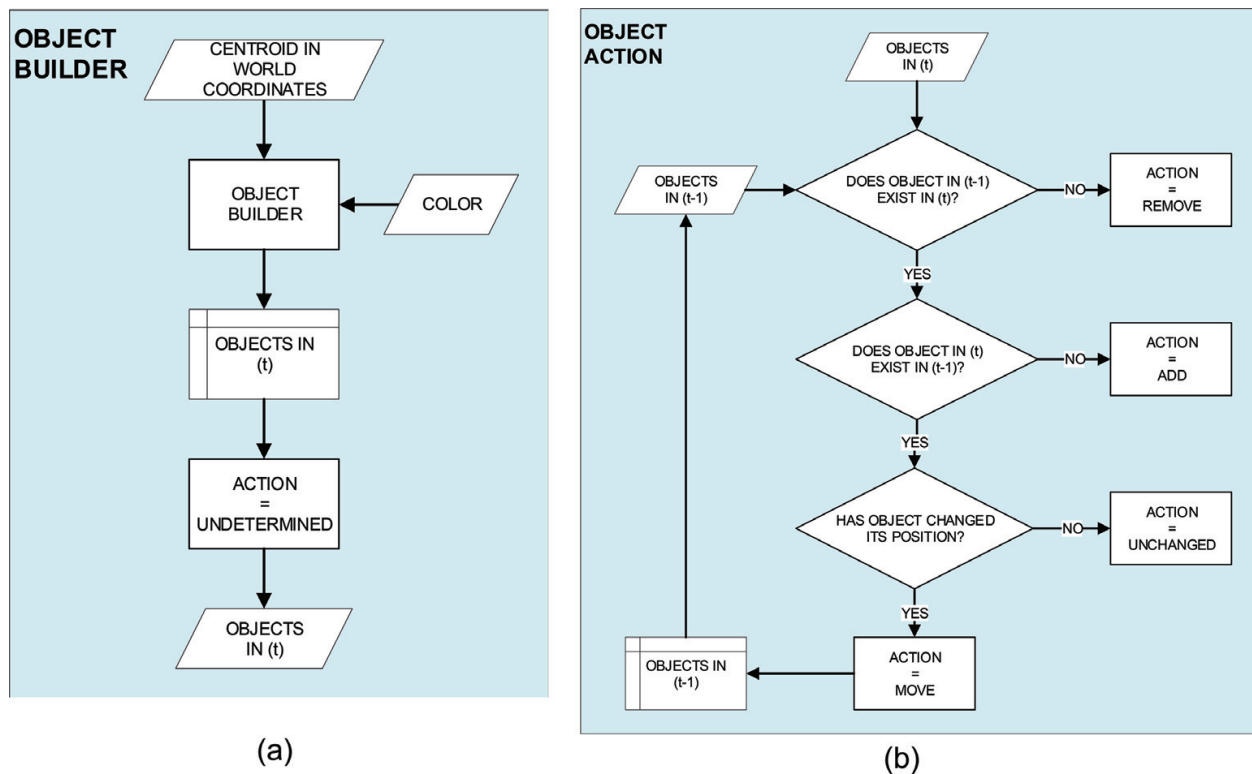 OBJECT
BUILDER
CENTROID IN
WORLD
COORDINATES
OBJECT
BUILDER
COLOR
OBJECTS IN
(t)
ACTION
=
UNDETERMINED
OBJECTS
IN (t)
(a)
OBJECT
ACTION
OBJECTS
IN (t)
OBJECTS
IN (t-1)
DOES OBJECT IN (t-1)
EXIST IN (t)?
NO
ACTION
=
REMOVE
YES
DOES OBJECT IN (t)
EXIST IN (t-1)?
NO
ACTION
=
ADD
YES
HAS OBJECT CHANGED
ITS POSITION?
NO
ACTION
=
UNCHANGED
YES
ACTION
=
MOVE
OBJECTS IN
(t-1)
(b)